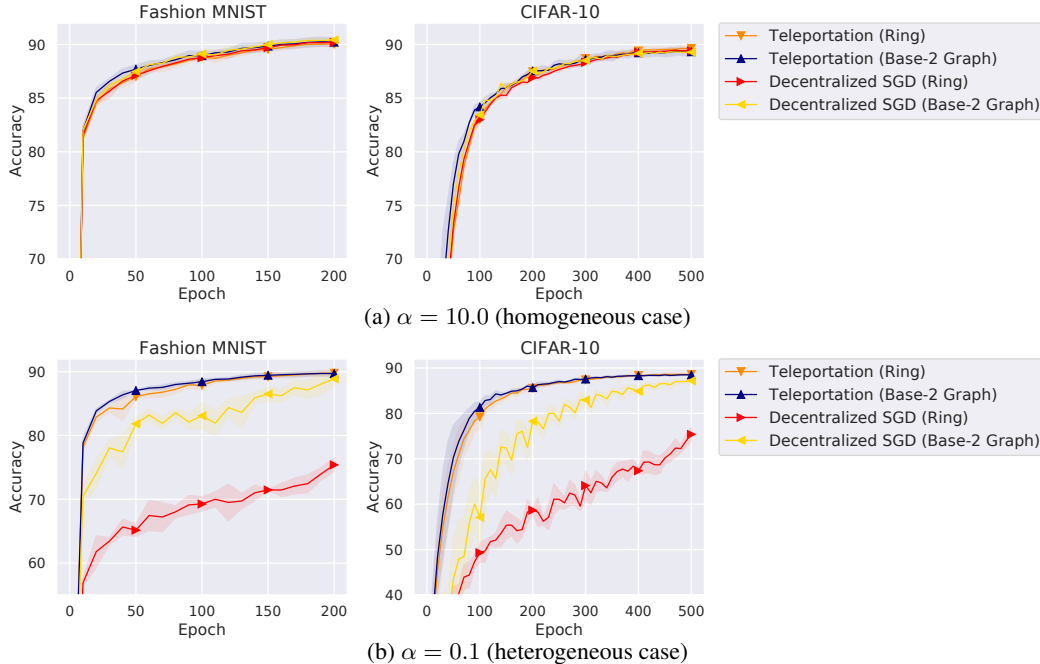 Fashion MNIST
CIFAR-10
90
85
80
75
70
Accuracy
0 50 100 150 200
Epoch
90
85
80
75
70
Accuracy
0 100 200 300 400 500
Epoch
Teleportation (Ring)
Teleportation (Base-2 Graph)
Decentralized SGD (Ring)
Decentralized SGD (Base-2 Graph)
(a) α = 10.0 (homogeneous case)
Fashion MNIST
CIFAR-10
90
80
70
60
Accuracy
0 50 100 150 200
Epoch
90
80
70
60
50
40
Accuracy
0 100 200 300 400 500
Epoch
Teleportation (Ring)
Teleportation (Base-2 Graph)
Decentralized SGD (Ring)
Decentralized SGD (Base-2 Graph)
(b) α = 0.1 (heterogeneous case)